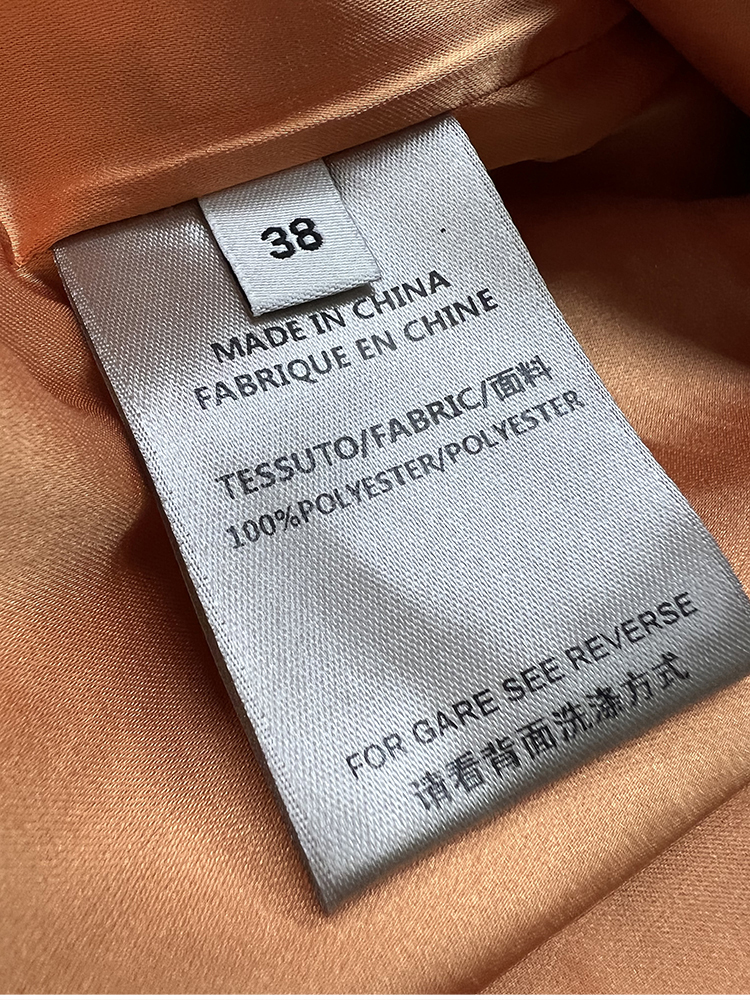 38
MADE IN CHINA
FABRIQUE EN CHINE
TESSUTO/FABRIC/面料
100%POLYESTER/POLYESTER
FOR GARE SEE REVERSE
请看背面洗涤方式